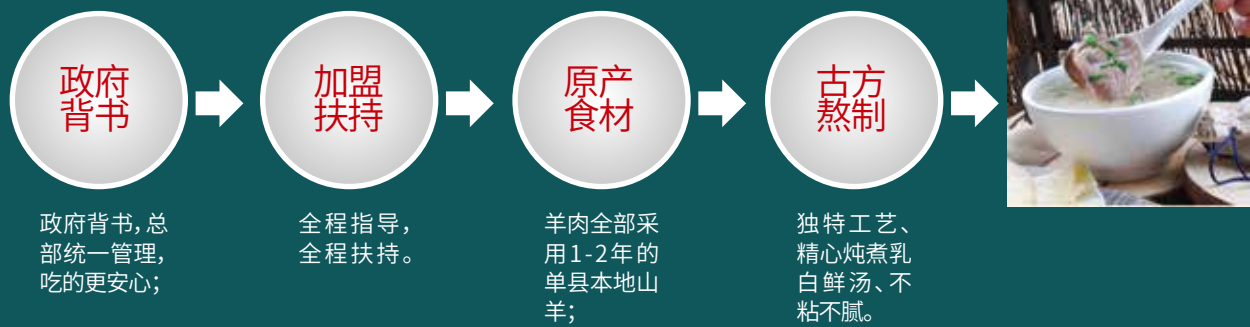 政府
背书
加盟
扶持
原产
食材
古方
熬制
政府背书,总
部统一管理,
吃的更安心;
全程指导,
全程扶持。
羊肉全部采
用1-2年的
单县本地山
羊;
独特工艺、
精心炖煮乳
白鲜汤、不
粘不腻。